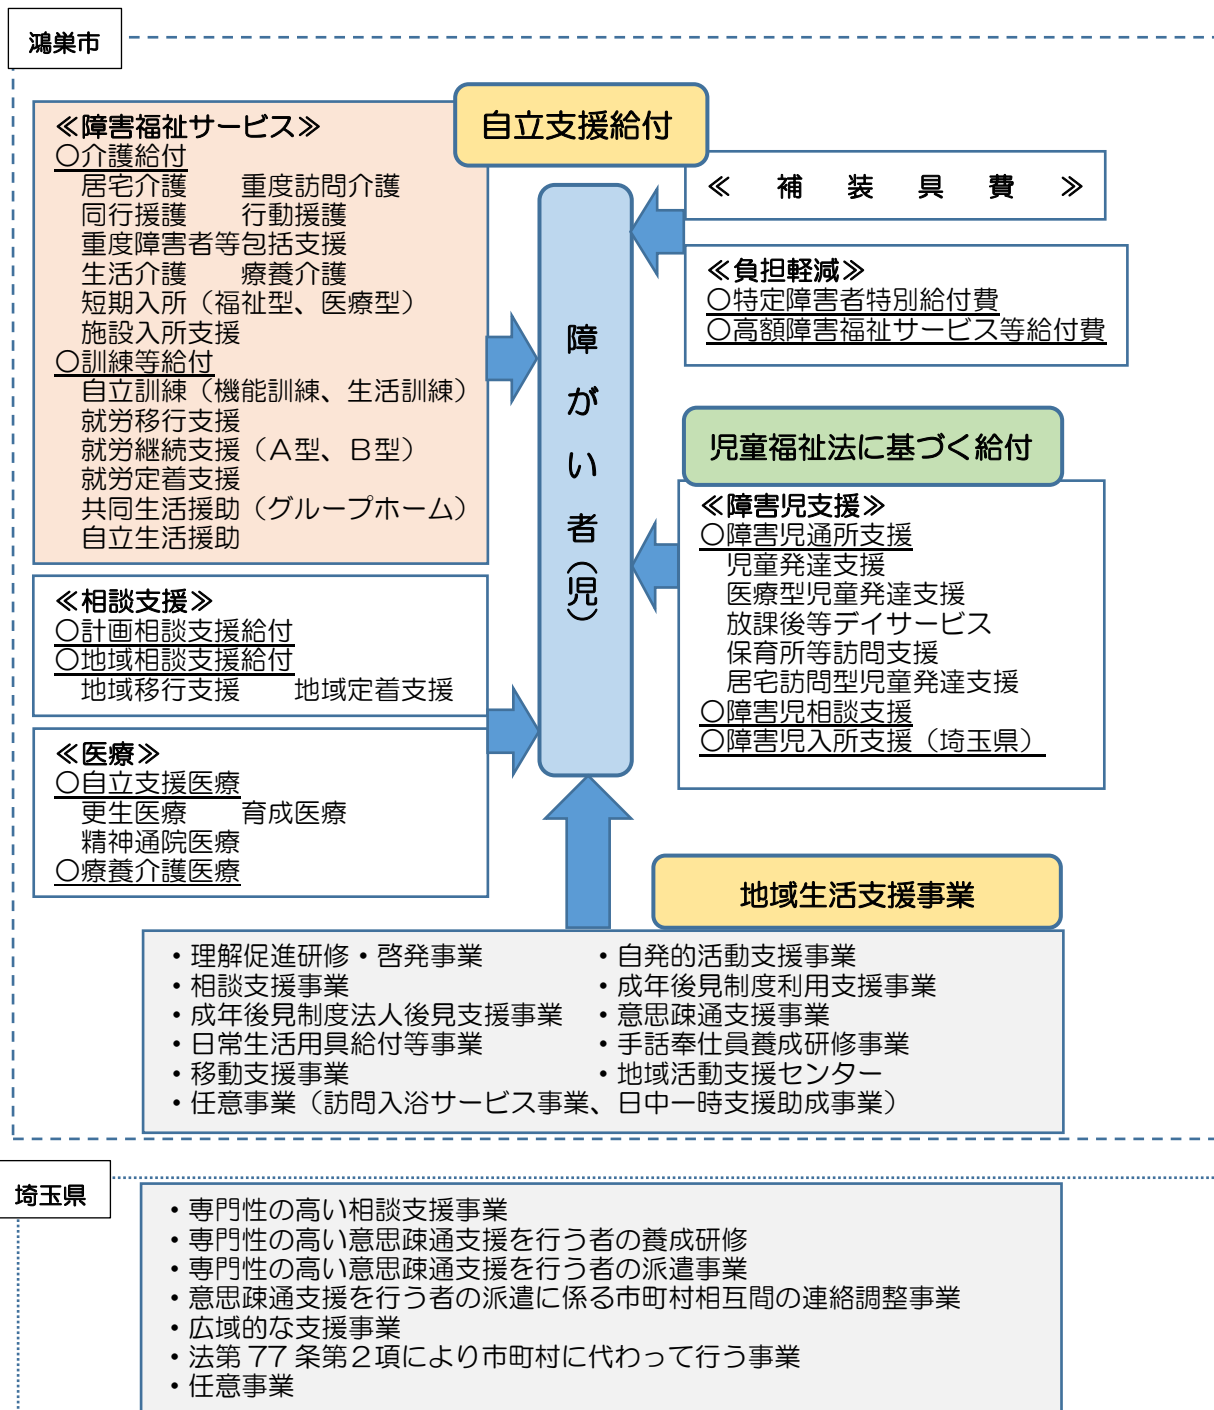 鴻巣市
自立支援給付
≪障害福祉サービス≫
〇介護給付
居宅介護　　重度訪問介護
同行援護　　行動援護
重度障害者等包括支援
生活介護　　療養介護
短期入所（福祉型、医療型）
施設入所支援
〇訓練等給付
自立訓練（機能訓練、生活訓練）
就労移行支援
就労継続支援（Ａ型、Ｂ型）
就労定着支援
共同生活援助（グループホーム）
自立生活援助
≪相談支援≫
〇計画相談支援給付
〇地域相談支援給付
地域移行支援　　地域定着支援
≪医療≫
〇自立支援医療
更生医療　　育成医療
精神通院医療
〇療養介護医療
障がい者（児）
≪　補　装　具　費　≫
≪負担軽減≫
〇特定障害者特別給付費
〇高額障害福祉サービス等給付費
児童福祉法に基づく給付
≪障害児支援≫
〇障害児通所支援
児童発達支援
医療型児童発達支援
放課後等デイサービス
保育所等訪問支援
居宅訪問型児童発達支援
〇障害児相談支援
〇障害児入所支援（埼玉県）
地域生活支援事業
・理解促進研修・啓発事業　　・自発的活動支援事業
・相談支援事業　　・成年後見制度利用支援事業
・成年後見制度法人後見支援事業　・意思疎通支援事業
・日常生活用具給付等事業　　・手話奉仕員養成研修事業
・移動支援事業　　・地域活動支援センター
・任意事業（訪問入浴サービス事業、日中一時支援助成事業）
埼玉県
・専門性の高い相談支援事業
・専門性の高い意思疎通支援を行う者の養成研修
・専門性の高い意思疎通支援を行う者の派遣事業
・意思疎通支援を行う者の派遣に係る市町村相互間の連絡調整事業
・広域的な支援事業
・法第 77 条第２項により市町村に代わって行う事業
・任意事業